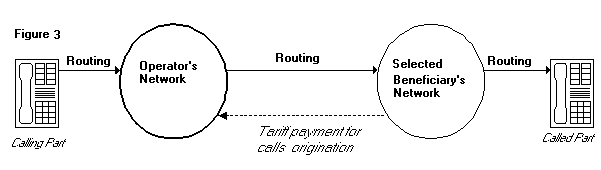 Figure 3
Routing
Operator's
Network
Routing
Selected
Beneficiary's
Network
Routing
Calling Part
Tariff payment for
calls origination
Called Part